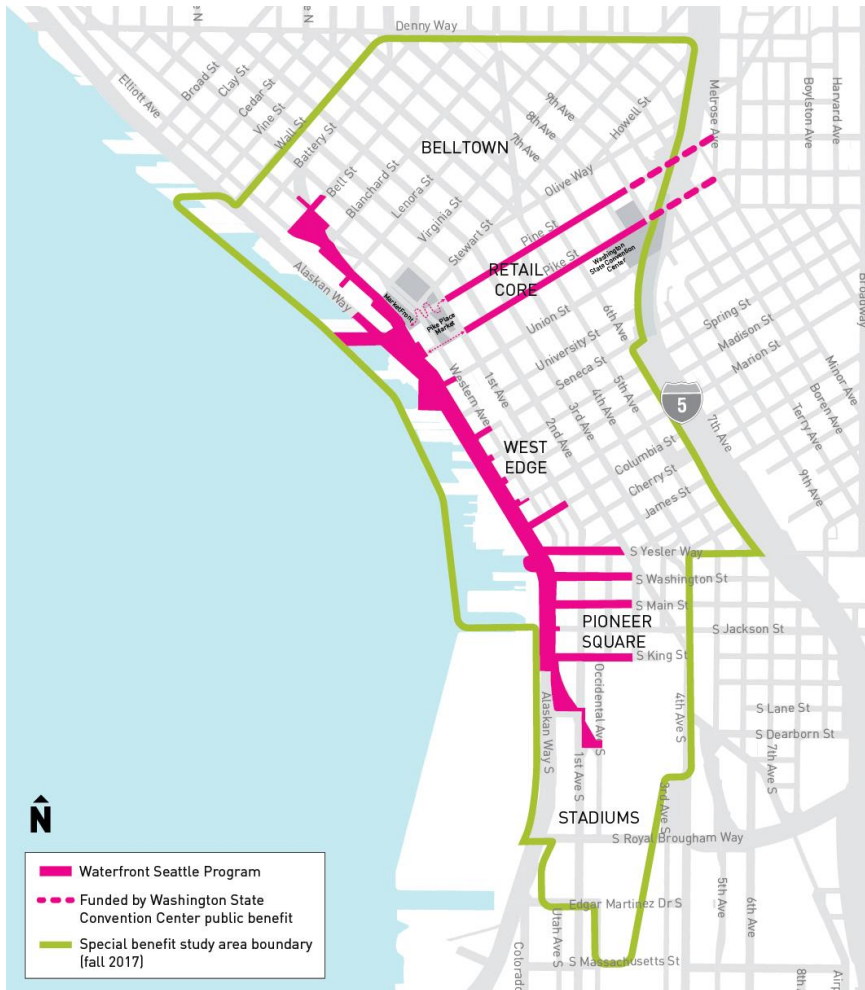 N
N
Denny Way
Elliott Ave
Broad St
Clay St
Cedar St
Vine St
Wall St
Battery St
Bell St
Blanchard St
Lenora St
Virginia St
Stewart St
9th Ave
8th Ave
7th Ave
Howell St
Olive Way
Melrose Ave
Boylston Ave
Harvard Ave
Broadway
BELLTOWN
Pine St
Pike St
RETAIL
CORE
Washington
State Convention
Center
MarketFront
Pike Place
Market
Alaskan Way
Union St
University St
Seneca St
6th Ave
5th Ave
4th Ave
3rd Ave
2nd Ave
1st Ave
Western Ave
Spring St
Madison St
Marion St
5
7th Ave
Minor Ave
Boren Ave
Terry Ave
9th Ave
WEST
EDGE
Columbia St
Cherry St
James St
S Yesler Way
S Washington St
S Main St
PIONEER
SQUARE
S Jackson St
S King St
Occidental Ave S
Alaskan Way S
1st Ave S
4th Ave S
3rd Ave S
S Lane St
S Dearborn St
7th Ave S
STADIUMS
S Royal Brougham Way
Edgar Martinez Dr S
Utah Ave S
S Massachusetts St
5th Ave S
6th Ave S
8th
N
Waterfront Seattle Program
Funded by Washington State
Convention Center public benefit
Special benefit study area boundary
(fall 2017)